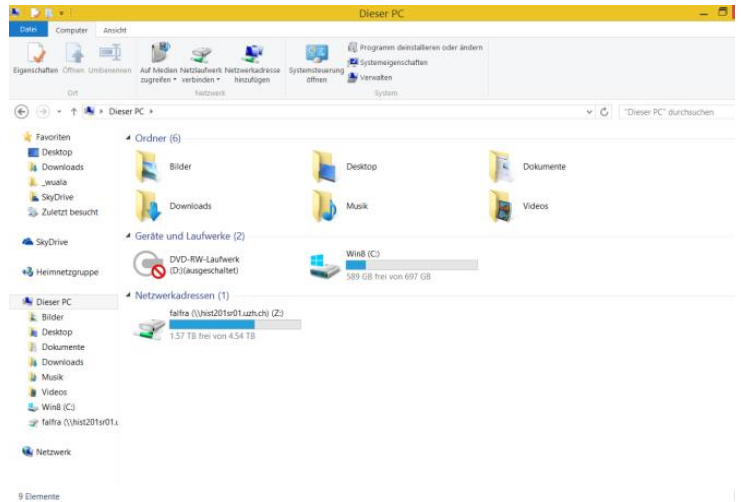 Dieser PC
Datei Computer Ansicht
Eigenschaften Öffnen Umbenennen
Auf Medien zugreifen Netzlaufwerk verbinden Netzwerkadresse hinzufügen
Systemsteuerung öffnen
Programm deinstallieren oder ändern
Systemeigenschaften
Verwalten
Ort Netzwerk System
Dieser PC
"Dieser PC" durchsuchen
Favoriten
Desktop
Downloads
_wuala
SkyDrive
Zuletzt besucht
SkyDrive
Heimnetzgruppe
Dieser PC
Bilder
Desktop
Dokumente
Downloads
Musik
Videos
Win8 (C:)
falfra (\\hist201sr01.u
Netzwerk
Ordner (6)
Bilder Desktop Dokumente
Downloads Musik Videos
Geräte und Laufwerke (2)
DVD-RW-Laufwerk
(D:)(ausgeschaltet)
Win8 (C:)
589 GB frei von 697 GB
Netzwerkadressen (1)
falfra (\\hist201sr01.uzh.ch) (Z:)
1.57 TB frei von 4.54 TB
9 Elemente